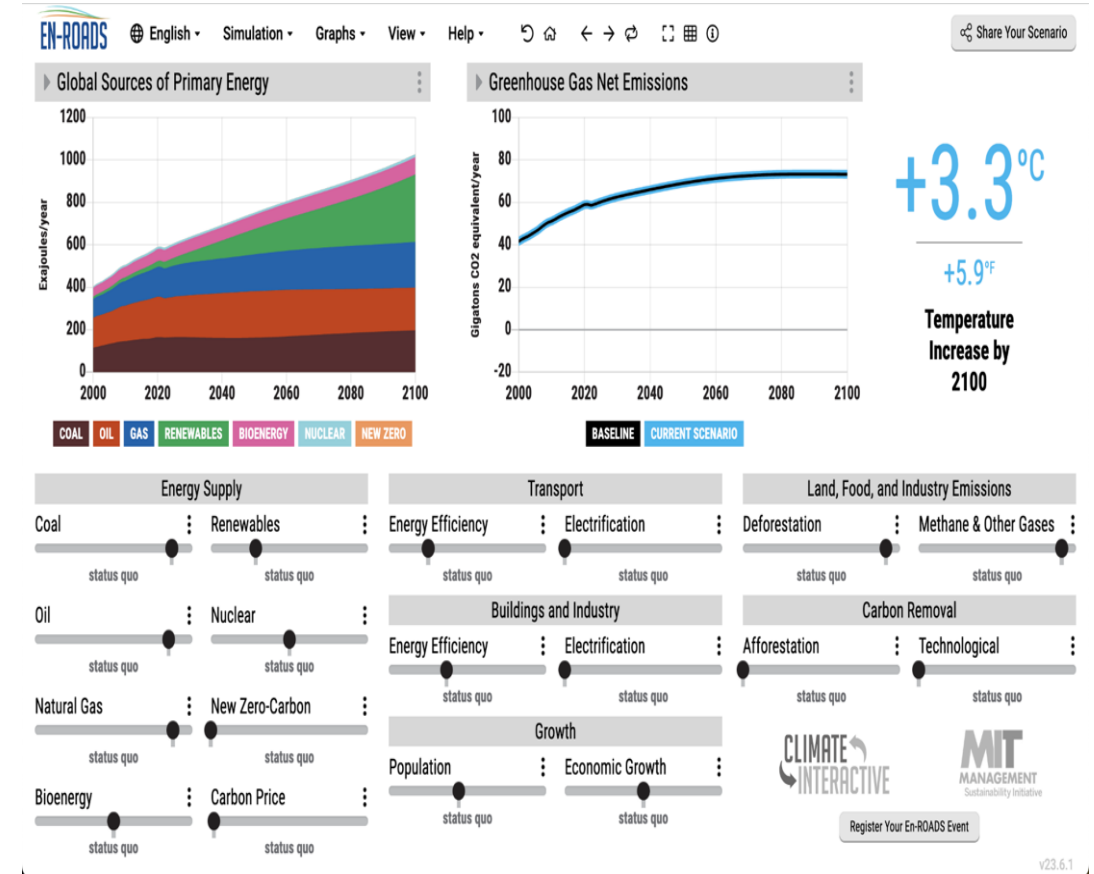 EN-ROADS
English
Simulation
Graphs
View
Help
Share Your Scenario
Global Sources of Primary Energy
Exajoules/year
1200
1000
800
600
400
200
0
2000 2020 2040 2060 2080 2100
COAL OIL GAS RENEWABLES BIOENERGY NUCLEAR NEW ZERO
Greenhouse Gas Net Emissions
Gigatons CO2 equivalent/year
100
80
60
40
20
0
-20
2000 2020 2040 2060 2080 2100
BASELINE CURRENT SCENARIO
+3.3°C
+5.9°F
Temperature
Increase by
2100
Energy Supply
Coal
status quo
Renewables
status quo
Oil
status quo
Nuclear
status quo
Natural Gas
status quo
New Zero-Carbon
status quo
Bioenergy
status quo
Carbon Price
status quo
Transport
Energy Efficiency
status quo
Electrification
status quo
Buildings and Industry
Energy Efficiency
status quo
Electrification
status quo
Growth
Population
status quo
Economic Growth
status quo
Land, Food, and Industry Emissions
Deforestation
status quo
Methane & Other Gases
status quo
Carbon Removal
Afforestation
status quo
Technological
status quo
CLIMATE
INTERACTIVE
MIT
MANAGEMENT
Sustainability Initiative
Register Your En-ROADS Event
v23.6.1